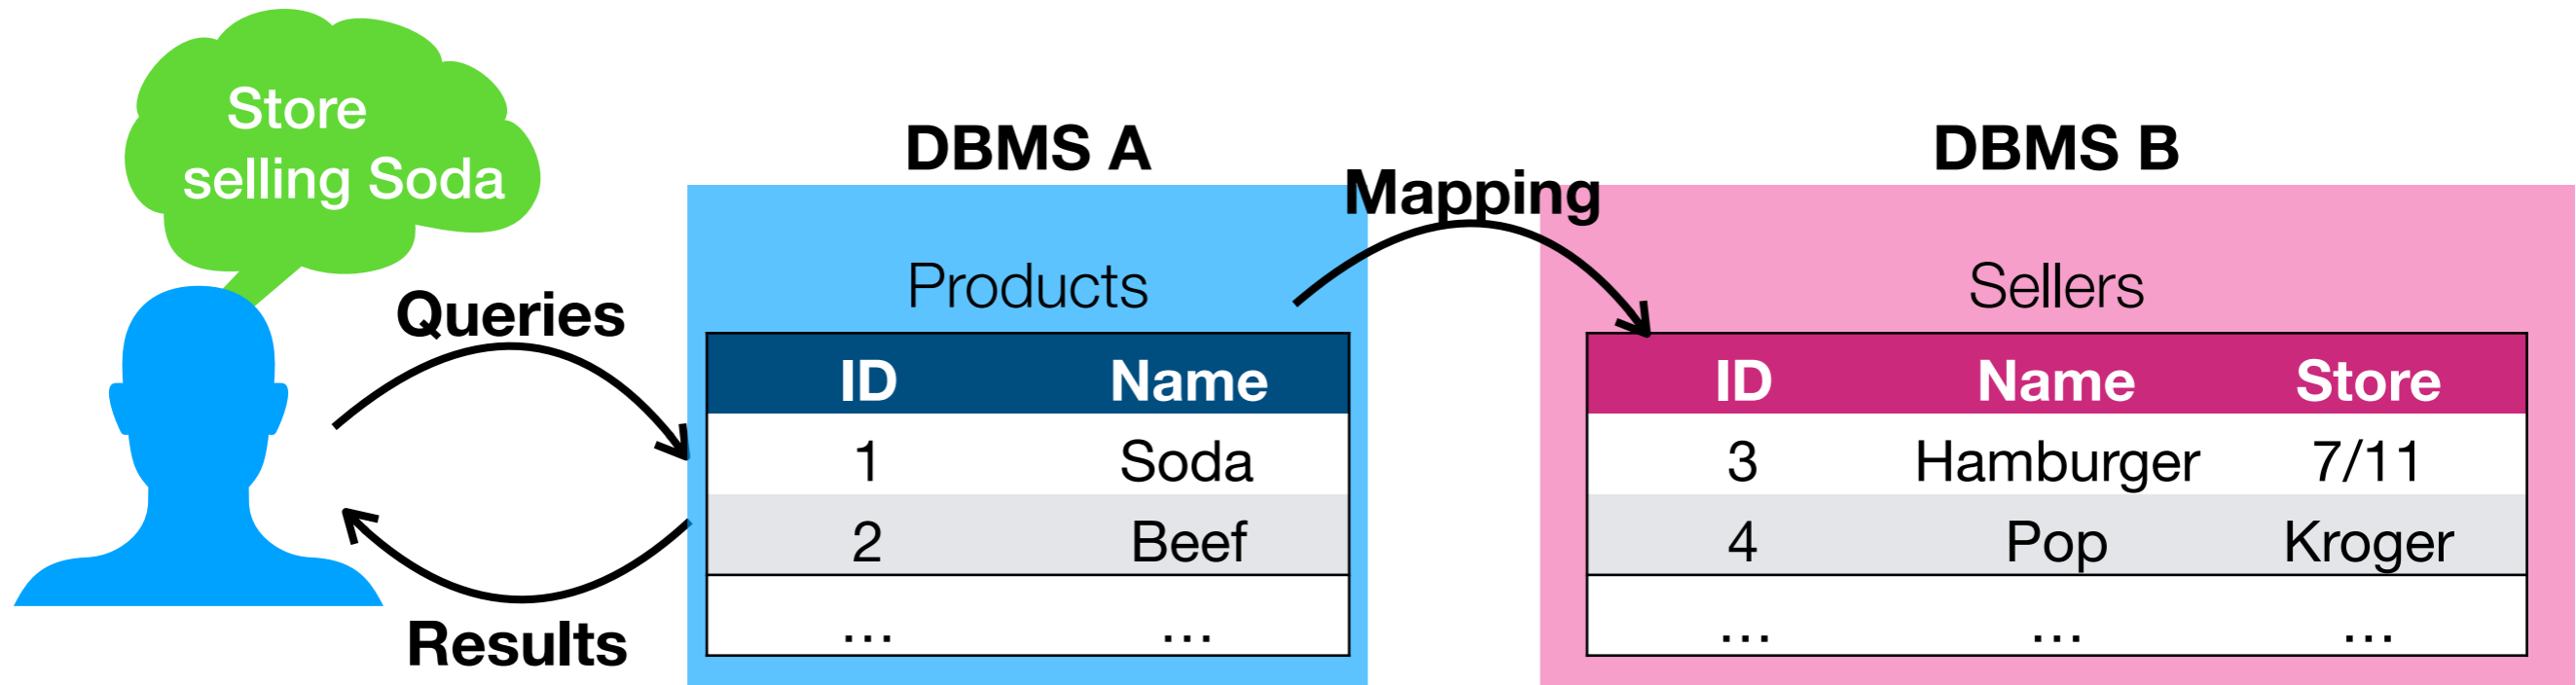 Store
selling Soda
Queries
Results
DBMS A
Products
ID Name
1 Soda
2 Beef
... ...
Mapping
DBMS B
Sellers
ID Name Store
3 Hamburger 7/11
4 Pop Kroger
... ... ...